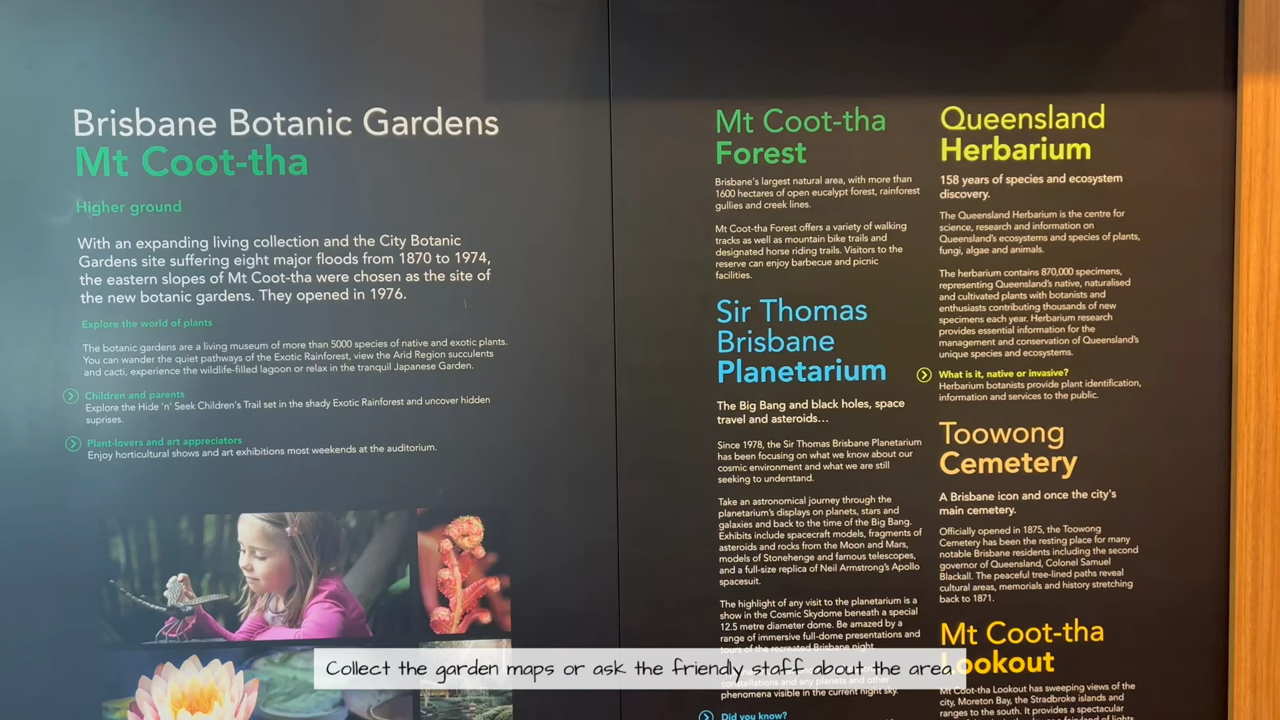 Brisbane Botanic Gardens
Mt Coot-tha
Higher ground
With an expanding living collection and the City Botanic
Gardens site suffering eight major floods from 1870 to 1974,
the eastern slopes of Mt Coot-tha were chosen as the site of
the new botanic gardens. They opened in 1976.
Explore the world of plants
The botanic gardens are a living museum of more than 5000 species of native and exotic plants.
You can wander the quiet pathways of the Exotic Rainforest, view the Arid Region succulents
and cacti, experience the wildlife-filled lagoon or relax in the tranquil Japanese Garden.
Children and parents
Explore the Hide 'n' Seek Children's Trail set in the shady Exotic Rainforest and uncover hidden
suprises.
Plant-lovers and art appreciators
Enjoy horticultural shows and art exhibitions most weekends at the auditorium.
Mt Coot-tha
Forest
Brisbane's largest natural area, with more than
1600 hectares of open eucalypt forest, rainforest
gullies and creek lines.
Mt Coot-tha Forest offers a variety of walking
tracks as well as mountain bike trails and
designated horse riding trails. Visitors to the
reserve can enjoy barbecue and picnic
facilities.
Sir Thomas
Brisbane
Planetarium
The Big Bang and black holes, space
travel and asteroids...
Since 1978, the Sir Thomas Brisbane Planetarium
has been focusing on what we know about our
cosmic environment and what we are still
seeking to understand.
Take an astronomical journey through the
planetarium's displays on planets, stars and
galaxies and back to the time of the Big Bang.
Exhibits include spacecraft models, fragments of
asteroids and rocks from the Moon and Mars,
models of Stonehenge and famous telescopes,
and a full-size replica of Neil Armstrong's Apollo
spacesuit.
The highlight of any visit to the planetarium is a
show in the Cosmic Skydome beneath a special
12.5 metre diameter dome. Be amazed by a
range of immersive full-dome presentations and
tours of the recreated Brisbane night
constellations and any planets and other
phenomena visible in the current night sky.
Did you know?
Queensland
Herbarium
158 years of species and ecosystem
discovery.
The Queensland Herbarium is the centre for
science, research and information on
Queensland's ecosystems and species of plants,
fungi, algae and animals.
The herbarium contains 870,000 specimens,
representing Queensland's native, naturalised
and cultivated plants with botanists and
enthusiasts contributing thousands of new
specimens each year. Herbarium research
provides essential information for the
management and conservation of Queensland's
unique species and ecosystems.
What is it, native or invasive?
Herbarium botanists provide plant identification,
information and services to the public.
Toowong
Cemetery
A Brisbane icon and once the city's
main cemetery.
Officially opened in 1875, the Toowong
Cemetery has been the resting place for many
notable Brisbane residents including the second
governor of Queensland, Colonel Samuel
Blackall. The peaceful tree-lined paths reveal
cultural areas, memorials and history stretching
back to 1871.
Mt Coot-tha
Lookout
Mt Coot-tha Lookout has sweeping views of the
city, Moreton Bay, the Stradbroke islands and
ranges to the south. It provides a spectacular
Collect the garden maps or ask the friendly staff about the area.